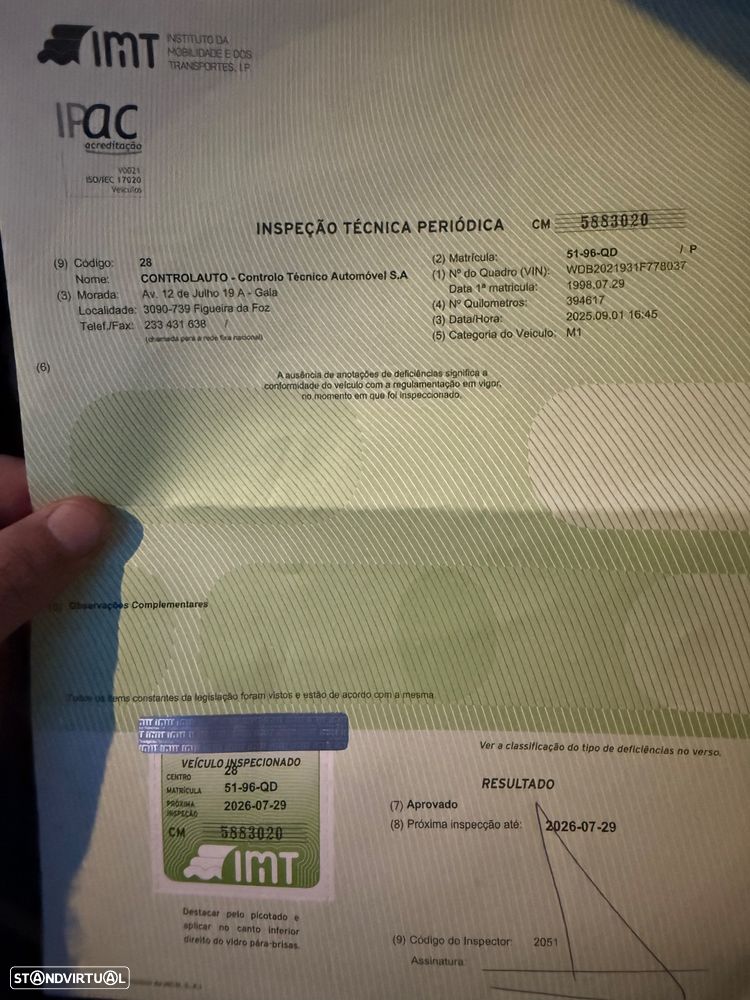 IMT INSTITUTO DA
MOBILIDADE E DOS
TRANSPORTES, I.P.
IPAC
acreditação
V0021
ISO/IEC 17020
Veículos
INSPEÇÃO TÉCNICA PERIÓDICA CM 5883020
(9) Código: 28
Nome: CONTROLAUTO - Controlo Técnico Automóvel S.A
(3) Morada: Av. 12 de Julho 19 A - Gala
Localidade: 3090-739 Figueira da Foz
Telef./Fax: 233 431 638 /
(chamada para a rede fixa nacional)
(2) Matrícula: 51-96-QD / P
(1) Nº do Quadro (VIN): WDB2021931F778037
Data 1ª matrícula: 1998.07.29
(4) Nº Quilometros: 394617
(3) Data/Hora: 2025.09.01 16:45
(5) Categoria do Veículo: M1
(6)
A ausência de anotações de deficiências significa a
conformidade do veículo com a regulamentação em vigor,
no momento em que foi inspeccionado.
Observações Complementares
Todos os itens constantes da legislação foram vistos e estão de acordo com a mesma
VEÍCULO INSPECIONADO
CENTRO 28
MATRÍCULA 51-96-QD
PRÓXIMA
INSPEÇÃO 2026-07-29
CM 5883020
IMT
Destacar pelo picotado e
aplicar no canto inferior
direito do vidro pára-brisas.
Ver a classificação do tipo de deficiências no verso.
RESULTADO
(7) Aprovado
(8) Próxima inspecção até: 2026-07-29
(9) Código do Inspector: 2051
Assinatura:
STANDVIRTUAL